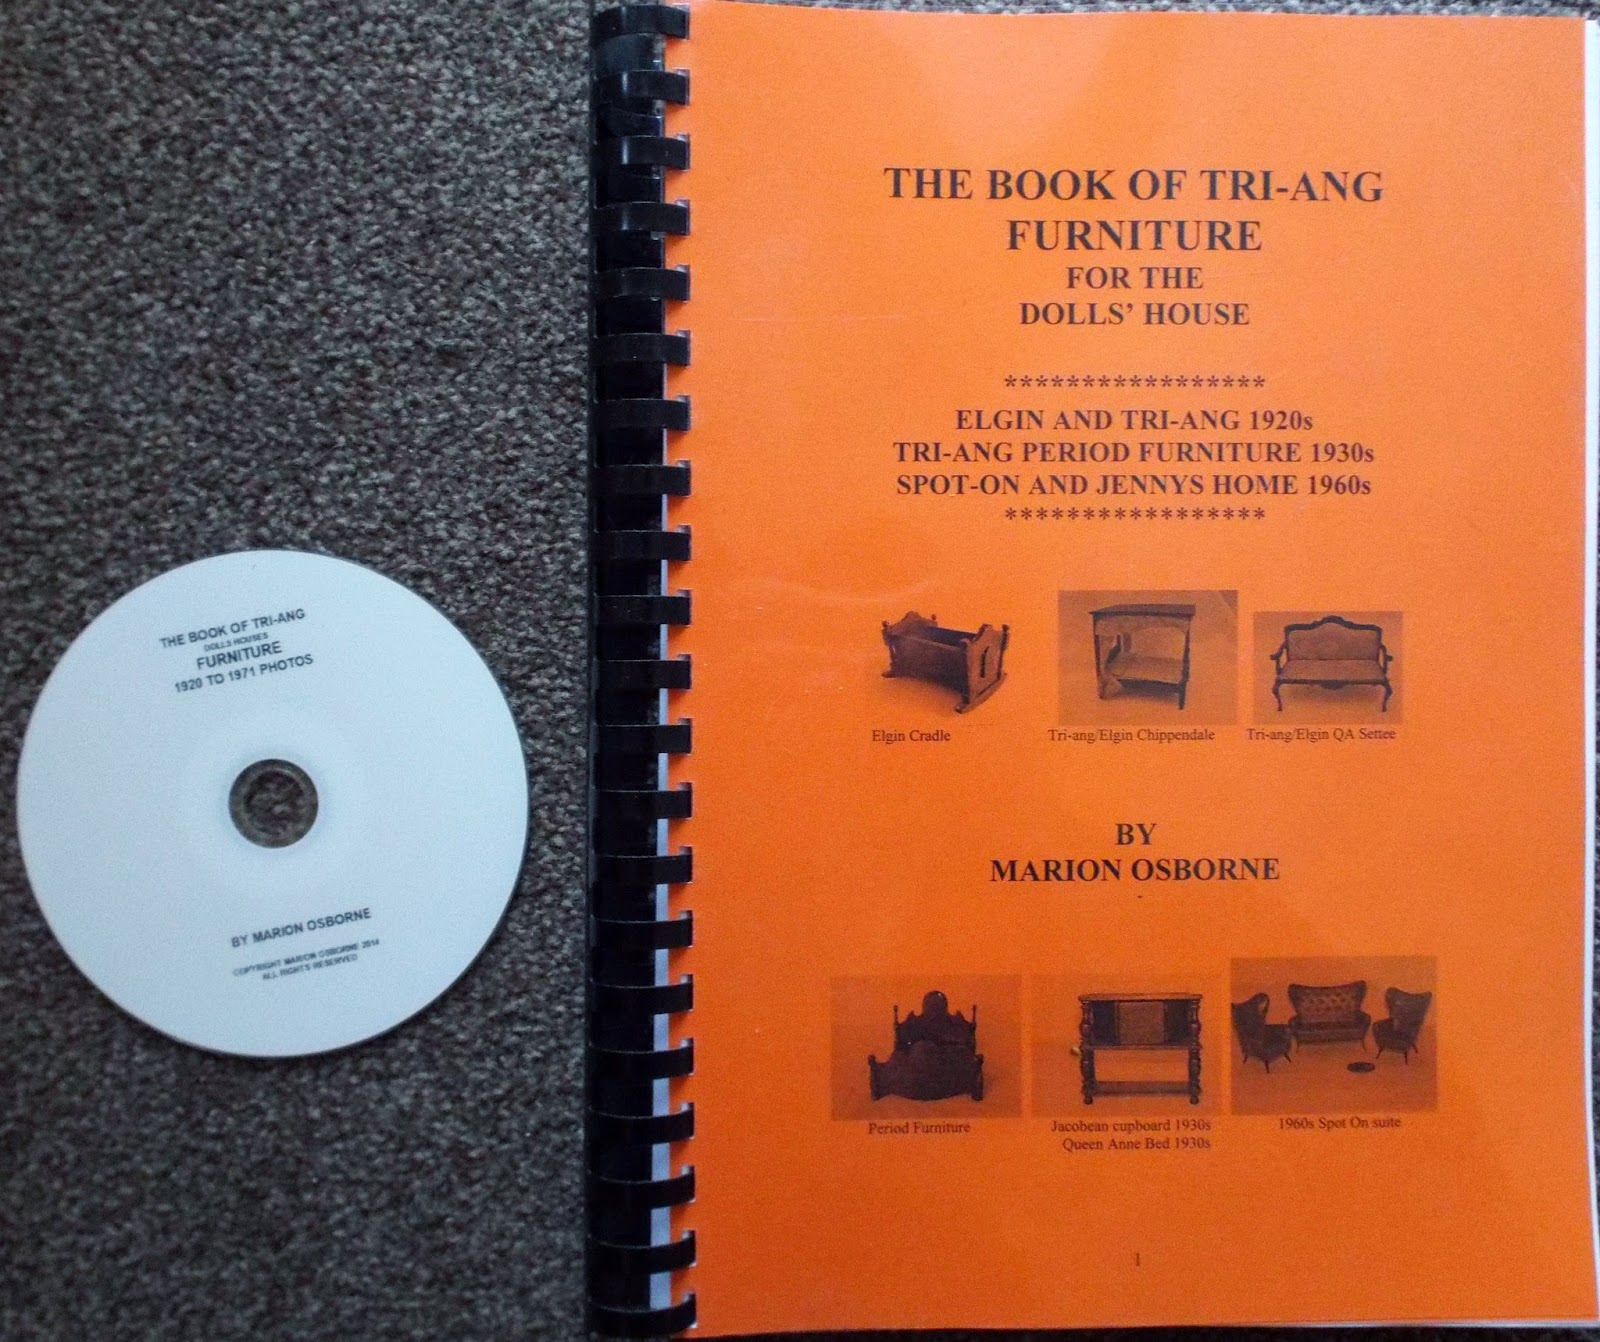 THE BOOK OF TRI-ANG
DOLLS HOUSES
FURNITURE
1920 TO 1971 PHOTOS
BY MARION OSBORNE
COPYRIGHT MARION OSBORNE 2014
ALL RIGHTS RESERVED
THE BOOK OF TRI-ANG
FURNITURE
FOR THE
DOLLS’ HOUSE
******************
ELGIN AND TRI-ANG 1920s
TRI-ANG PERIOD FURNITURE 1930s
SPOT-ON AND JENNYS HOME 1960s
******************
Elgin Cradle
Tri-ang/Elgin Chippendale
Tri-ang/Elgin QA Settee
BY
MARION OSBORNE
-
Period Furniture
Jacobean cupboard 1930s
Queen Anne Bed 1930s
1960s Spot On suite
1